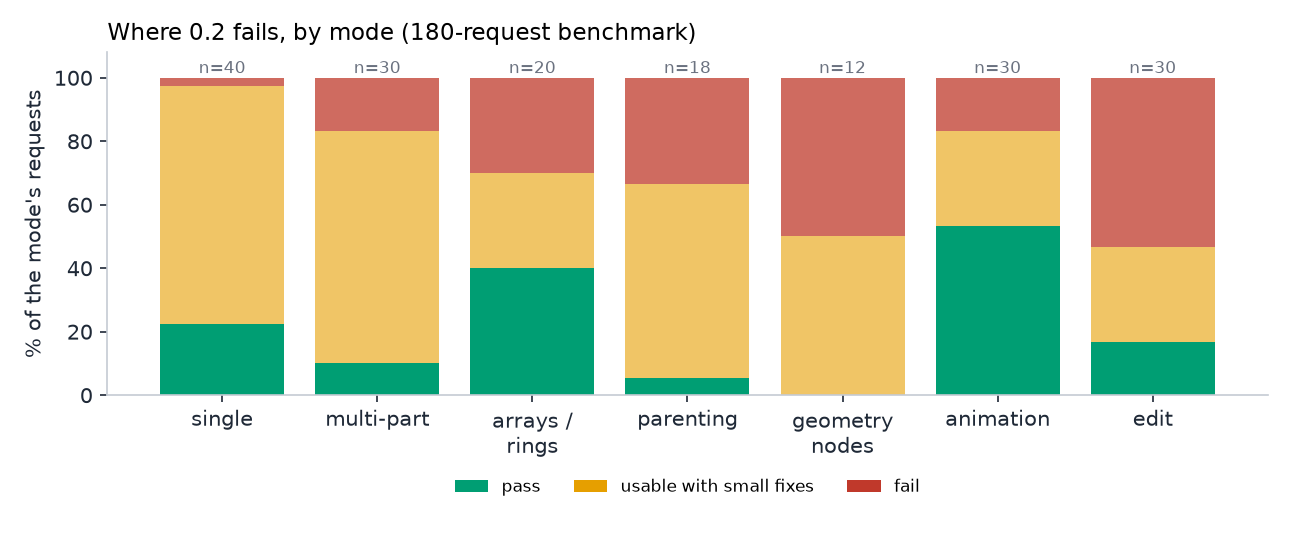 Where 0.2 fails, by mode (180-request benchmark)
n=40 n=30 n=20 n=18 n=12 n=30 n=30
% of the mode's requests
100
80
60
40
20
0
single multi-part arrays / parenting geometry animation edit
rings nodes
pass usable with small fixes fail